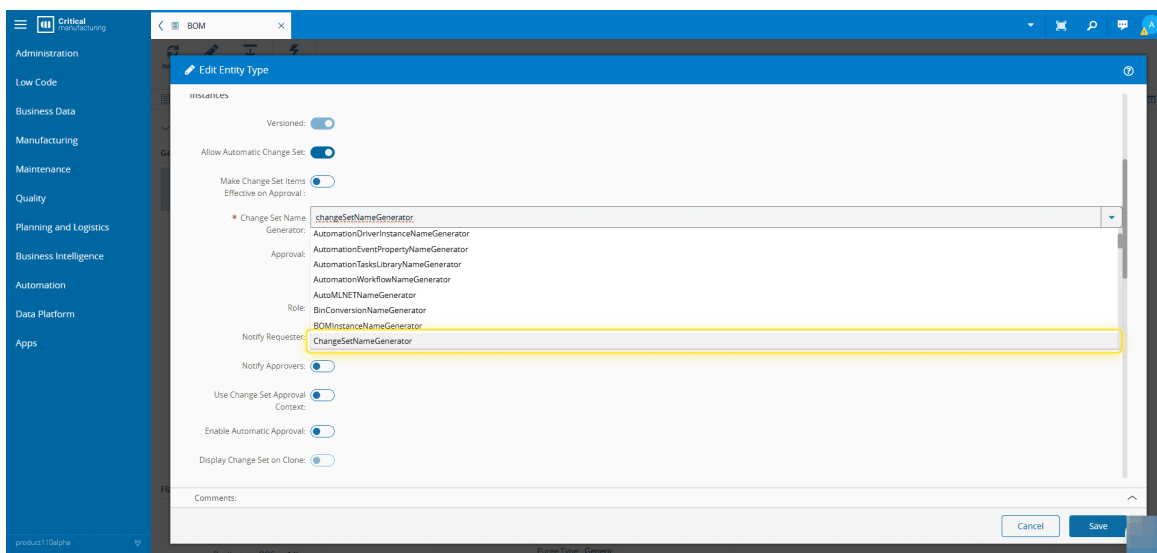 Critical
manufacturing
BOM
A
Administration
Low Code
Business Data
Manufacturing
Maintenance
Quality
Planning and Logistics
Business Intelligence
Automation
Data Platform
Apps
product110alpha
Edit Entity Type
Instances
Versioned:
Allow Automatic Change Set:
Make Change Set Items
Effective on Approval :
* Change Set Name
Generator:
changeSetNameGenerator
AutomationDriverInstanceNameGenerator
AutomationEventPropertyNameGenerator
Approval:
AutomationTasksLibraryNameGenerator
AutomationWorkflowNameGenerator
AutoMLNETNameGenerator
Role:
BinConversionNameGenerator
BOMInstanceNameGenerator
Notify Requester:
ChangeSetNameGenerator
Notify Approvers:
Use Change Set Approval
Context:
Enable Automatic Approval:
Display Change Set on Clone:
Comments:
Cancel
Save